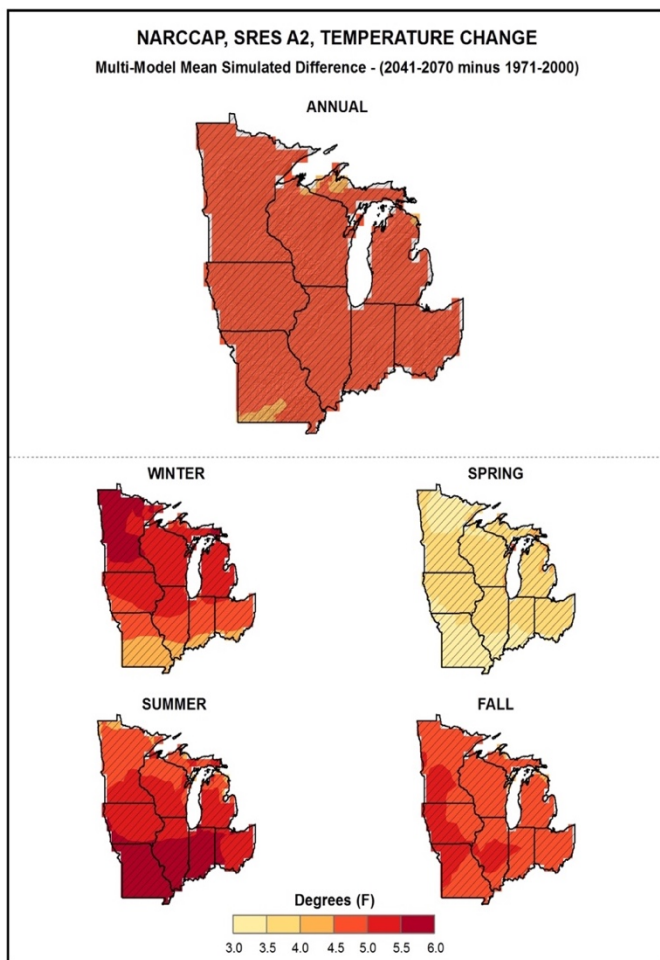 NARCCAP, SRES A2, TEMPERATURE CHANGE
Multi-Model Mean Simulated Difference - (2041-2070 minus 1971-2000)
ANNUAL
WINTER
SPRING
SUMMER
FALL
Degrees (F)
3.0 3.5 4.0 4.5 5.0 5.5 6.0